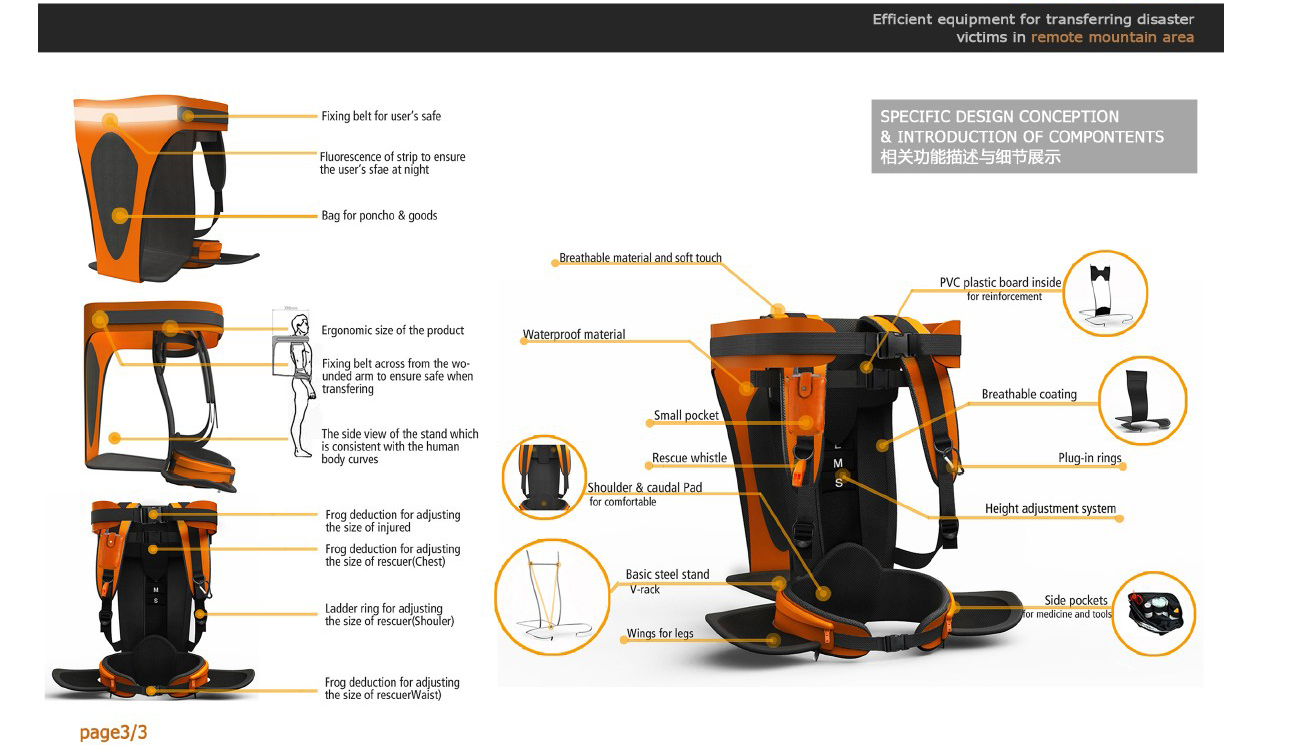 Efficient equipment for transferring disaster
victims in remote mountain area
SPECIFIC DESIGN CONCEPTION
& INTRODUCTION OF COMPONTENTS
相关功能描述与细节展示
Fixing belt for user's safe
Fluorescence of strip to ensure
the user's sfae at night
Bag for poncho & goods
Ergonomic size of the product
Fixing belt across from the wo-
unded arm to ensure safe when
transfering
The side view of the stand which
is consistent with the human
body curves
Frog deduction for adjusting
the size of injured
Frog deduction for adjusting
the size of rescuer(Chest)
Ladder ring for adjusting
the size of rescuer(Shouler)
Frog deduction for adjusting
the size of rescuerWaist)
M
S
Breathable material and soft touch
Waterproof material
Small pocket
Rescue whistle
Shoulder & caudal Pad
for comfortable
Basic steel stand
V-rack
Wings for legs
L
M
S
PVC plastic board inside
for reinforcement
Breathable coating
Plug-in rings
Height adjustment system
Side pockets
for medicine and tools
page3/3